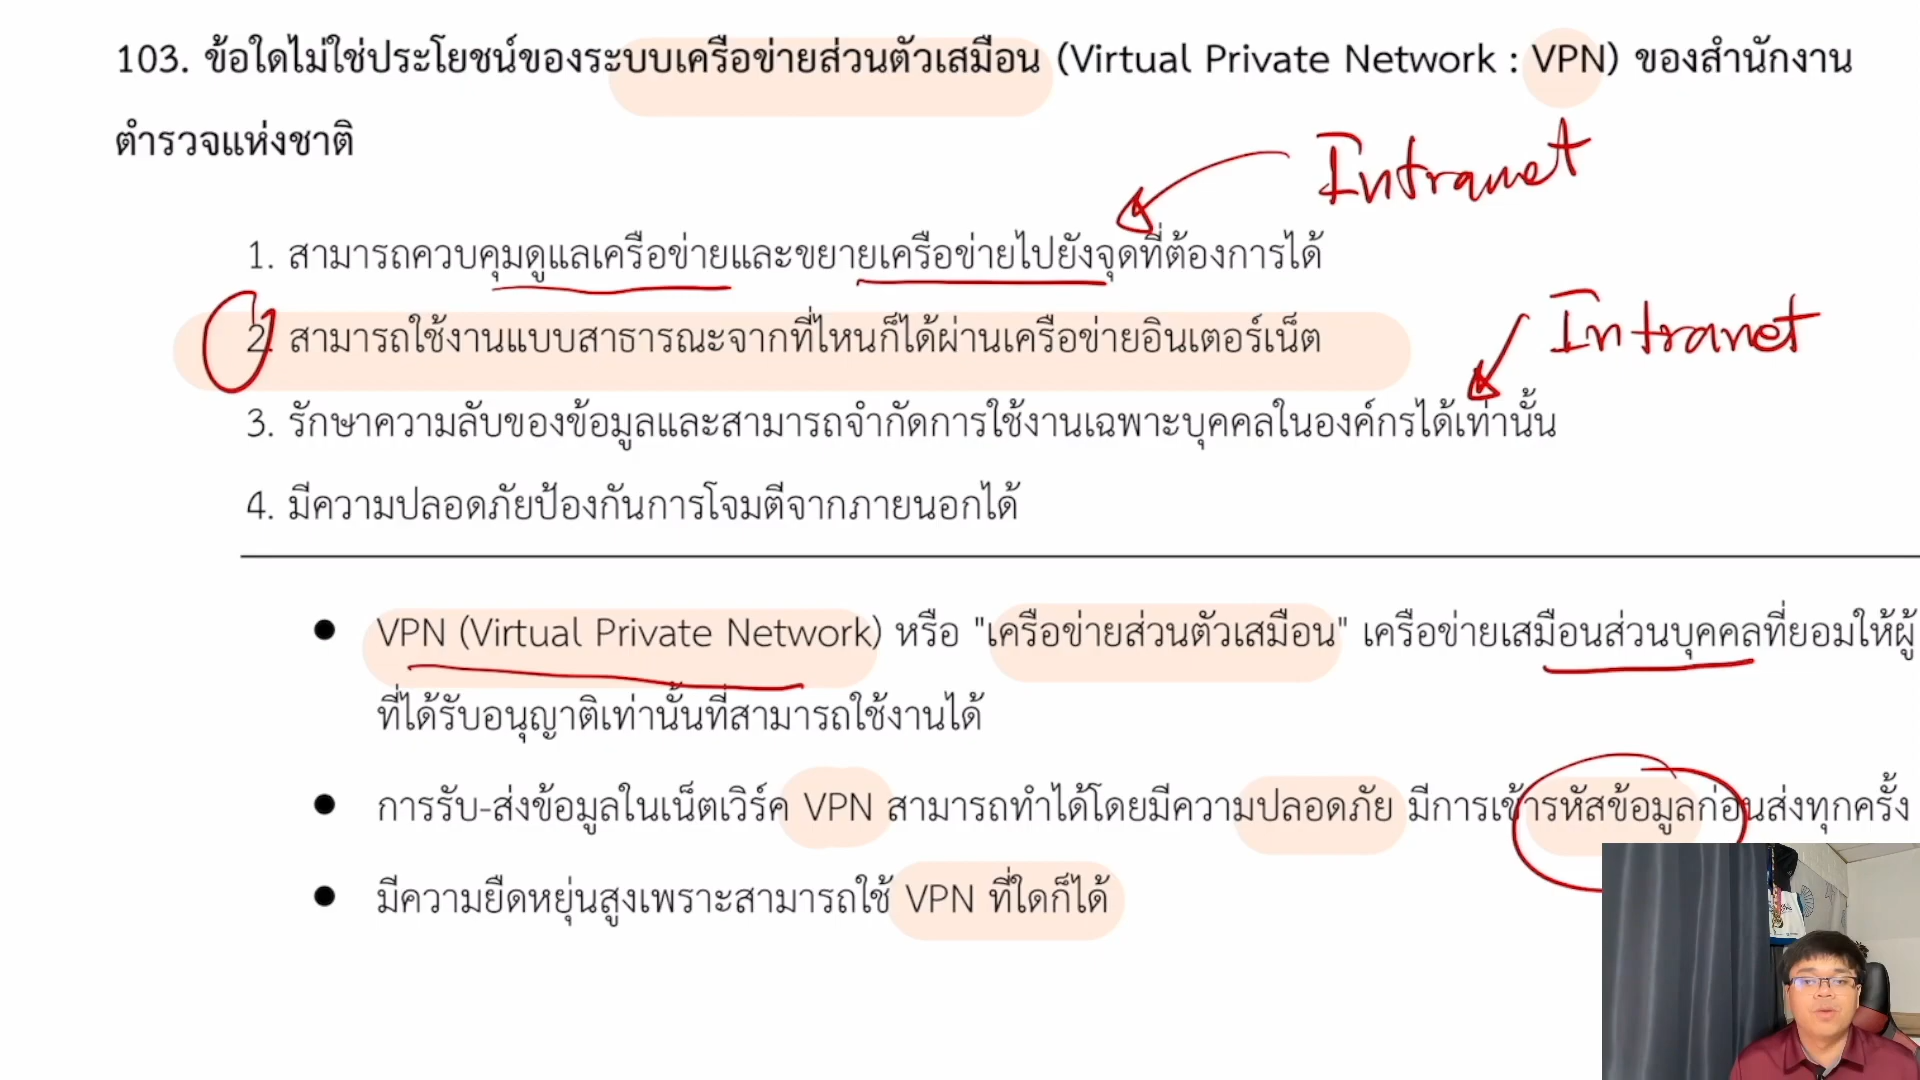 103. ข้อใดไม่ใช่ประโยชน์ของระบบเครือข่ายส่วนตัวเสมือน (Virtual Private Network : VPN) ของสำนักงาน
ตำรวจแห่งชาติ
Intranet
1. สามารถควบคุมดูแลเครือข่ายและขยายเครือข่ายไปยังจุดที่ต้องการได้
2. สามารถใช้งานแบบสาธารณะจากที่ไหนก็ได้ผ่านเครือข่ายอินเตอร์เน็ต
Intranet
3. รักษาความลับของข้อมูลและสามารถจำกัดการใช้งานเฉพาะบุคคลในองค์กรได้เท่านั้น
4. มีความปลอดภัยป้องกันการโจมตีจากภายนอกได้
● VPN (Virtual Private Network) หรือ "เครือข่ายส่วนตัวเสมือน" เครือข่ายเสมือนส่วนบุคคลที่ยอมให้ผู้
ที่ได้รับอนุญาติเท่านั้นที่สามารถใช้งานได้
● การรับ-ส่งข้อมูลในเน็ตเวิร์ค VPN สามารถทำได้โดยมีความปลอดภัย มีการเข้ารหัสข้อมูลก่อนส่งทุกครั้ง
● มีความยืดหยุ่นสูงเพราะสามารถใช้ VPN ที่ใดก็ได้